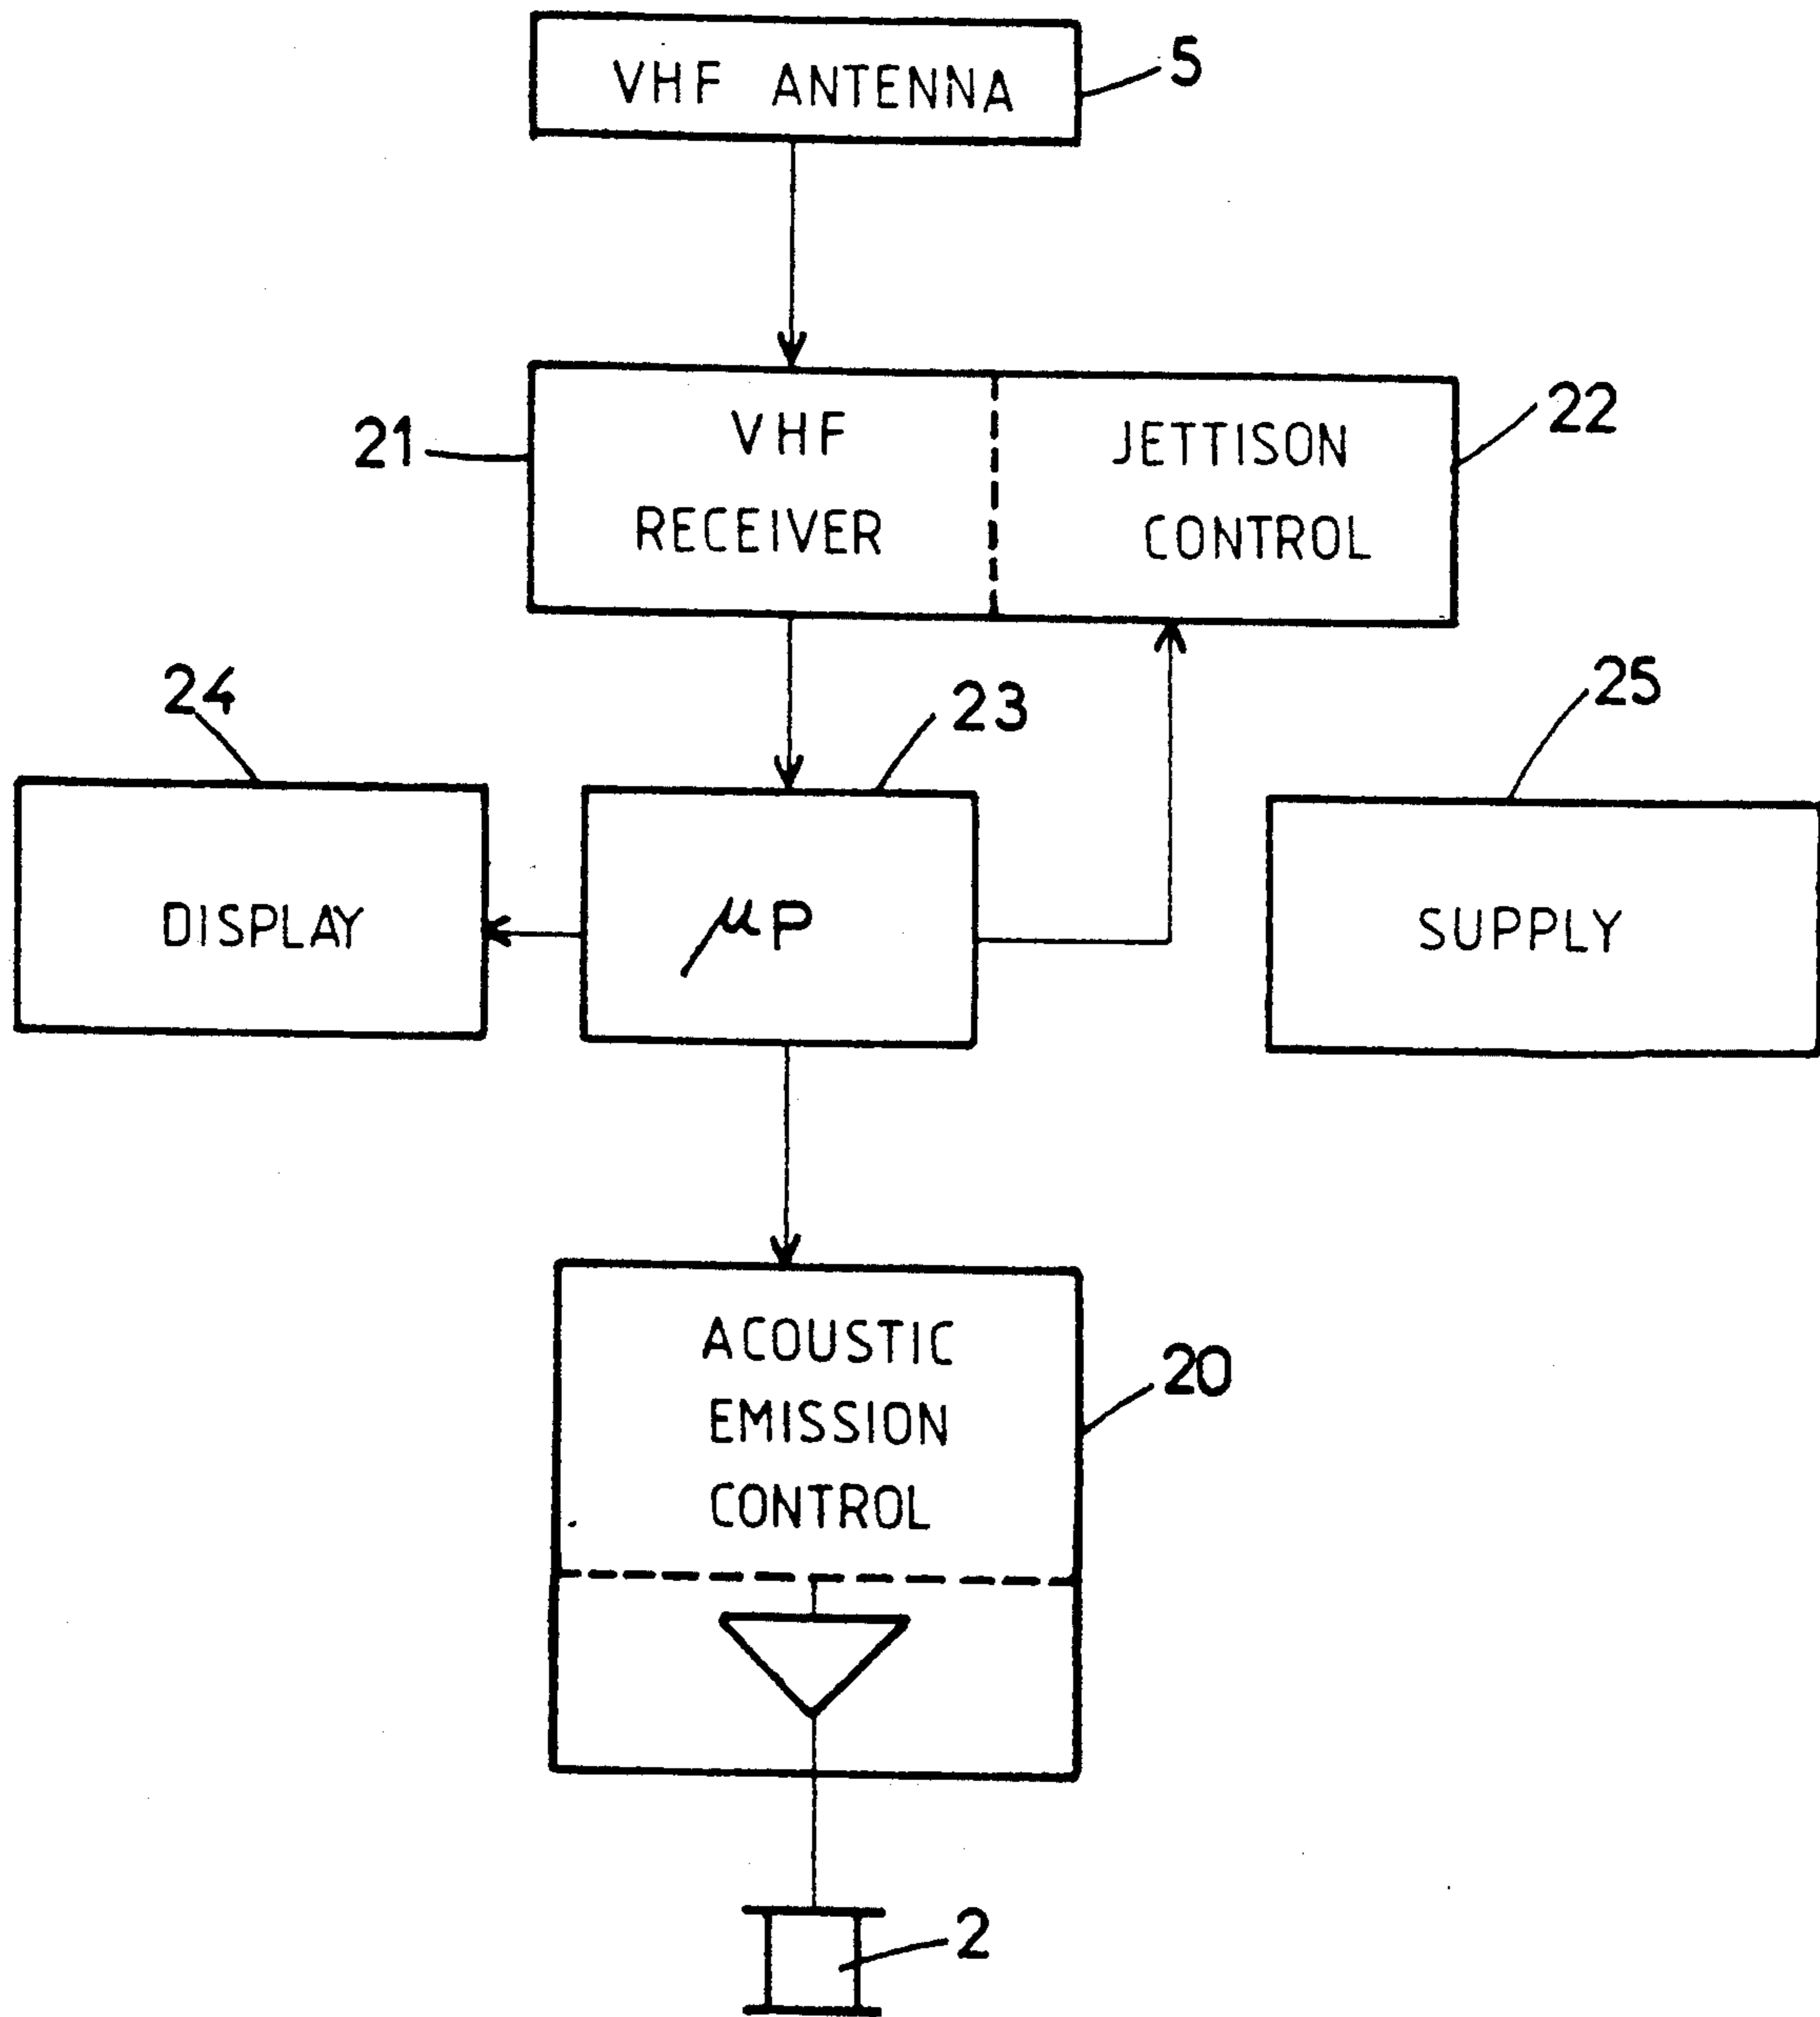 VHF ANTENNA
5
21
VHF
RECEIVER
JETTISON
CONTROL
22
24
23
25
DISPLAY
μP
SUPPLY
ACOUSTIC
EMISSION
CONTROL
20
2